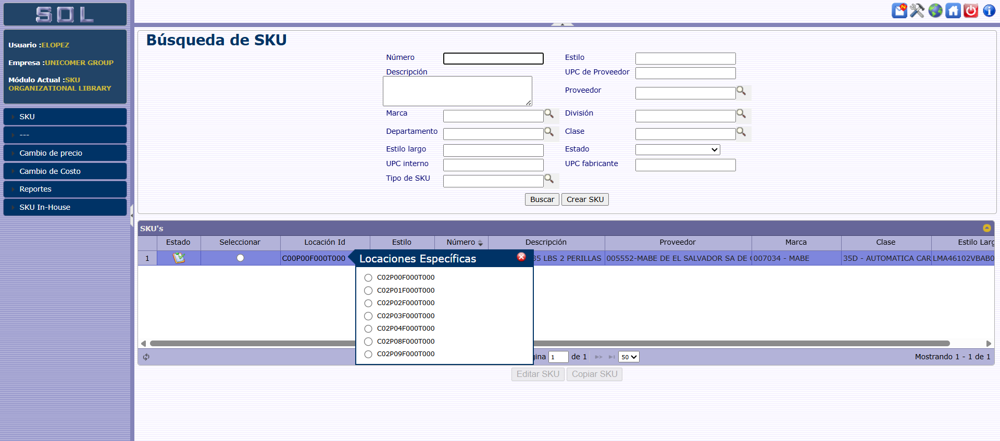 SOL
Usuario :ELOPEZ
Empresa :UNICOMER GROUP
Módulo Actual :SKU
ORGANIZATIONAL LIBRARY
SKU
---
Cambio de precio
Cambio de Costo
Reportes
SKU In-House
Búsqueda de SKU
Número
Estilo
Descripción
UPC de Proveedor
Proveedor
Marca
División
Departamento
Clase
Estilo largo
Estado
UPC interno
UPC fabricante
Tipo de SKU
Buscar
Crear SKU
SKU's
Estado Seleccionar Locación Id Estilo Número Descripción Proveedor Marca Clase Estilo Larg
1 C00P00F000T000 35 LBS 2 PERILLAS 005552-MABE DE EL SALVADOR SA DE 007034 - MABE 35D - AUTOMATICA CAR LMA46102VBAB0
Locaciones Específicas
C02P00F000T000
C02P01F000T000
C02P02F000T000
C02P03F000T000
C02P04F000T000
C02P08F000T000
C02P09F000T000
gina 1 de 1 50
Mostrando 1 - 1 de 1
Editar SKU
Copiar SKU